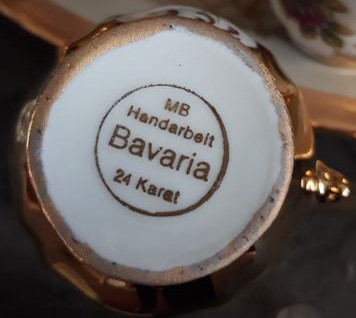 MB
Handarbeit
Bavaria
24 Karat